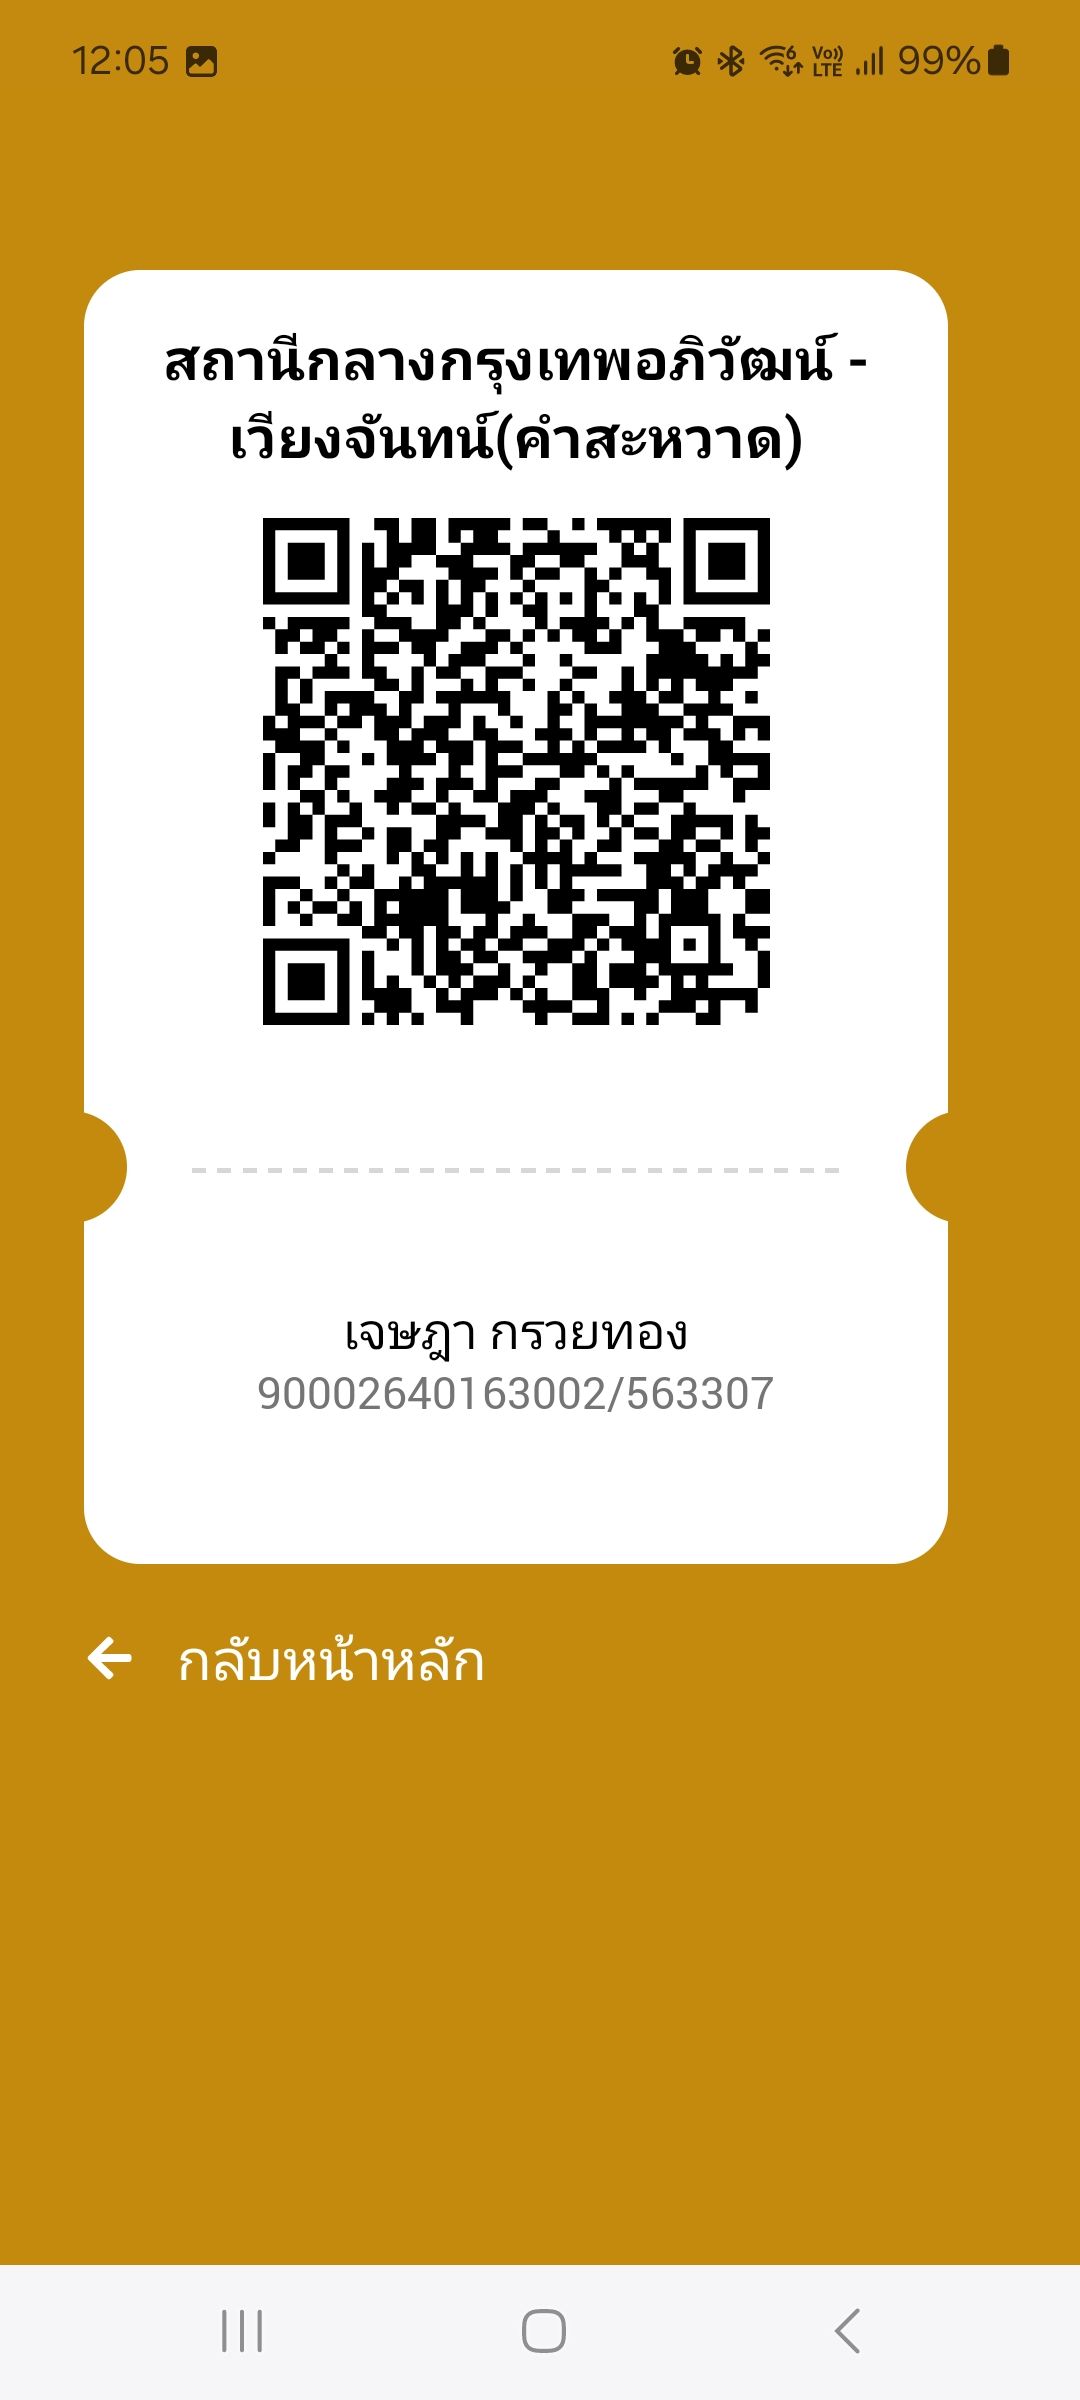 12:05
6
Vo))
LTE
99%
สถานีกลางกรุงเทพอภิวัฒน์ -
เวียงจันทน์(คำสะหวาด)
เจษฎา กรวยทอง
90002640163002/563307
กลับหน้าหลัก